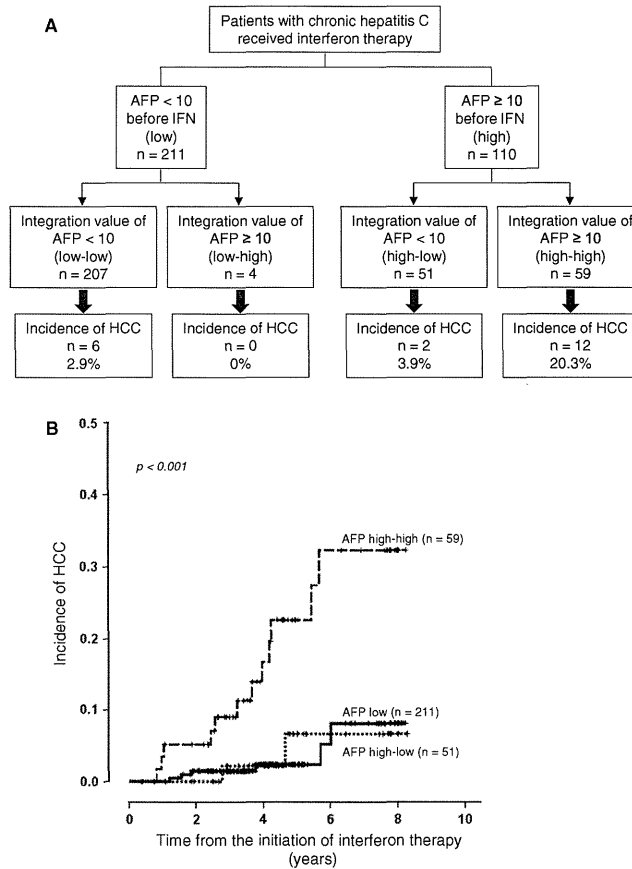 A
Patients with chronic hepatitis C
received interferon therapy
AFP < 10
before IFN
(low)
n = 211
AFP ≥ 10
before IFN
(high)
n = 110
Integration value of
AFP < 10
(low-low)
n = 207
Integration value of
AFP ≥ 10
(low-high)
n = 4
Integration value of
AFP < 10
(high-low)
n = 51
Integration value of
AFP ≥ 10
(high-high)
n = 59
Incidence of HCC
n = 6
2.9%
Incidence of HCC
n = 0
0%
Incidence of HCC
n = 2
3.9%
Incidence of HCC
n = 12
20.3%
B
0.5
0.4
0.3
0.2
0.1
0.0
Incidence of HCC
p < 0.001
AFP high-high (n = 59)
AFP low (n = 211)
AFP high-low (n = 51)
0 2 4 6 8 10
Time from the initiation of interferon therapy
(years)